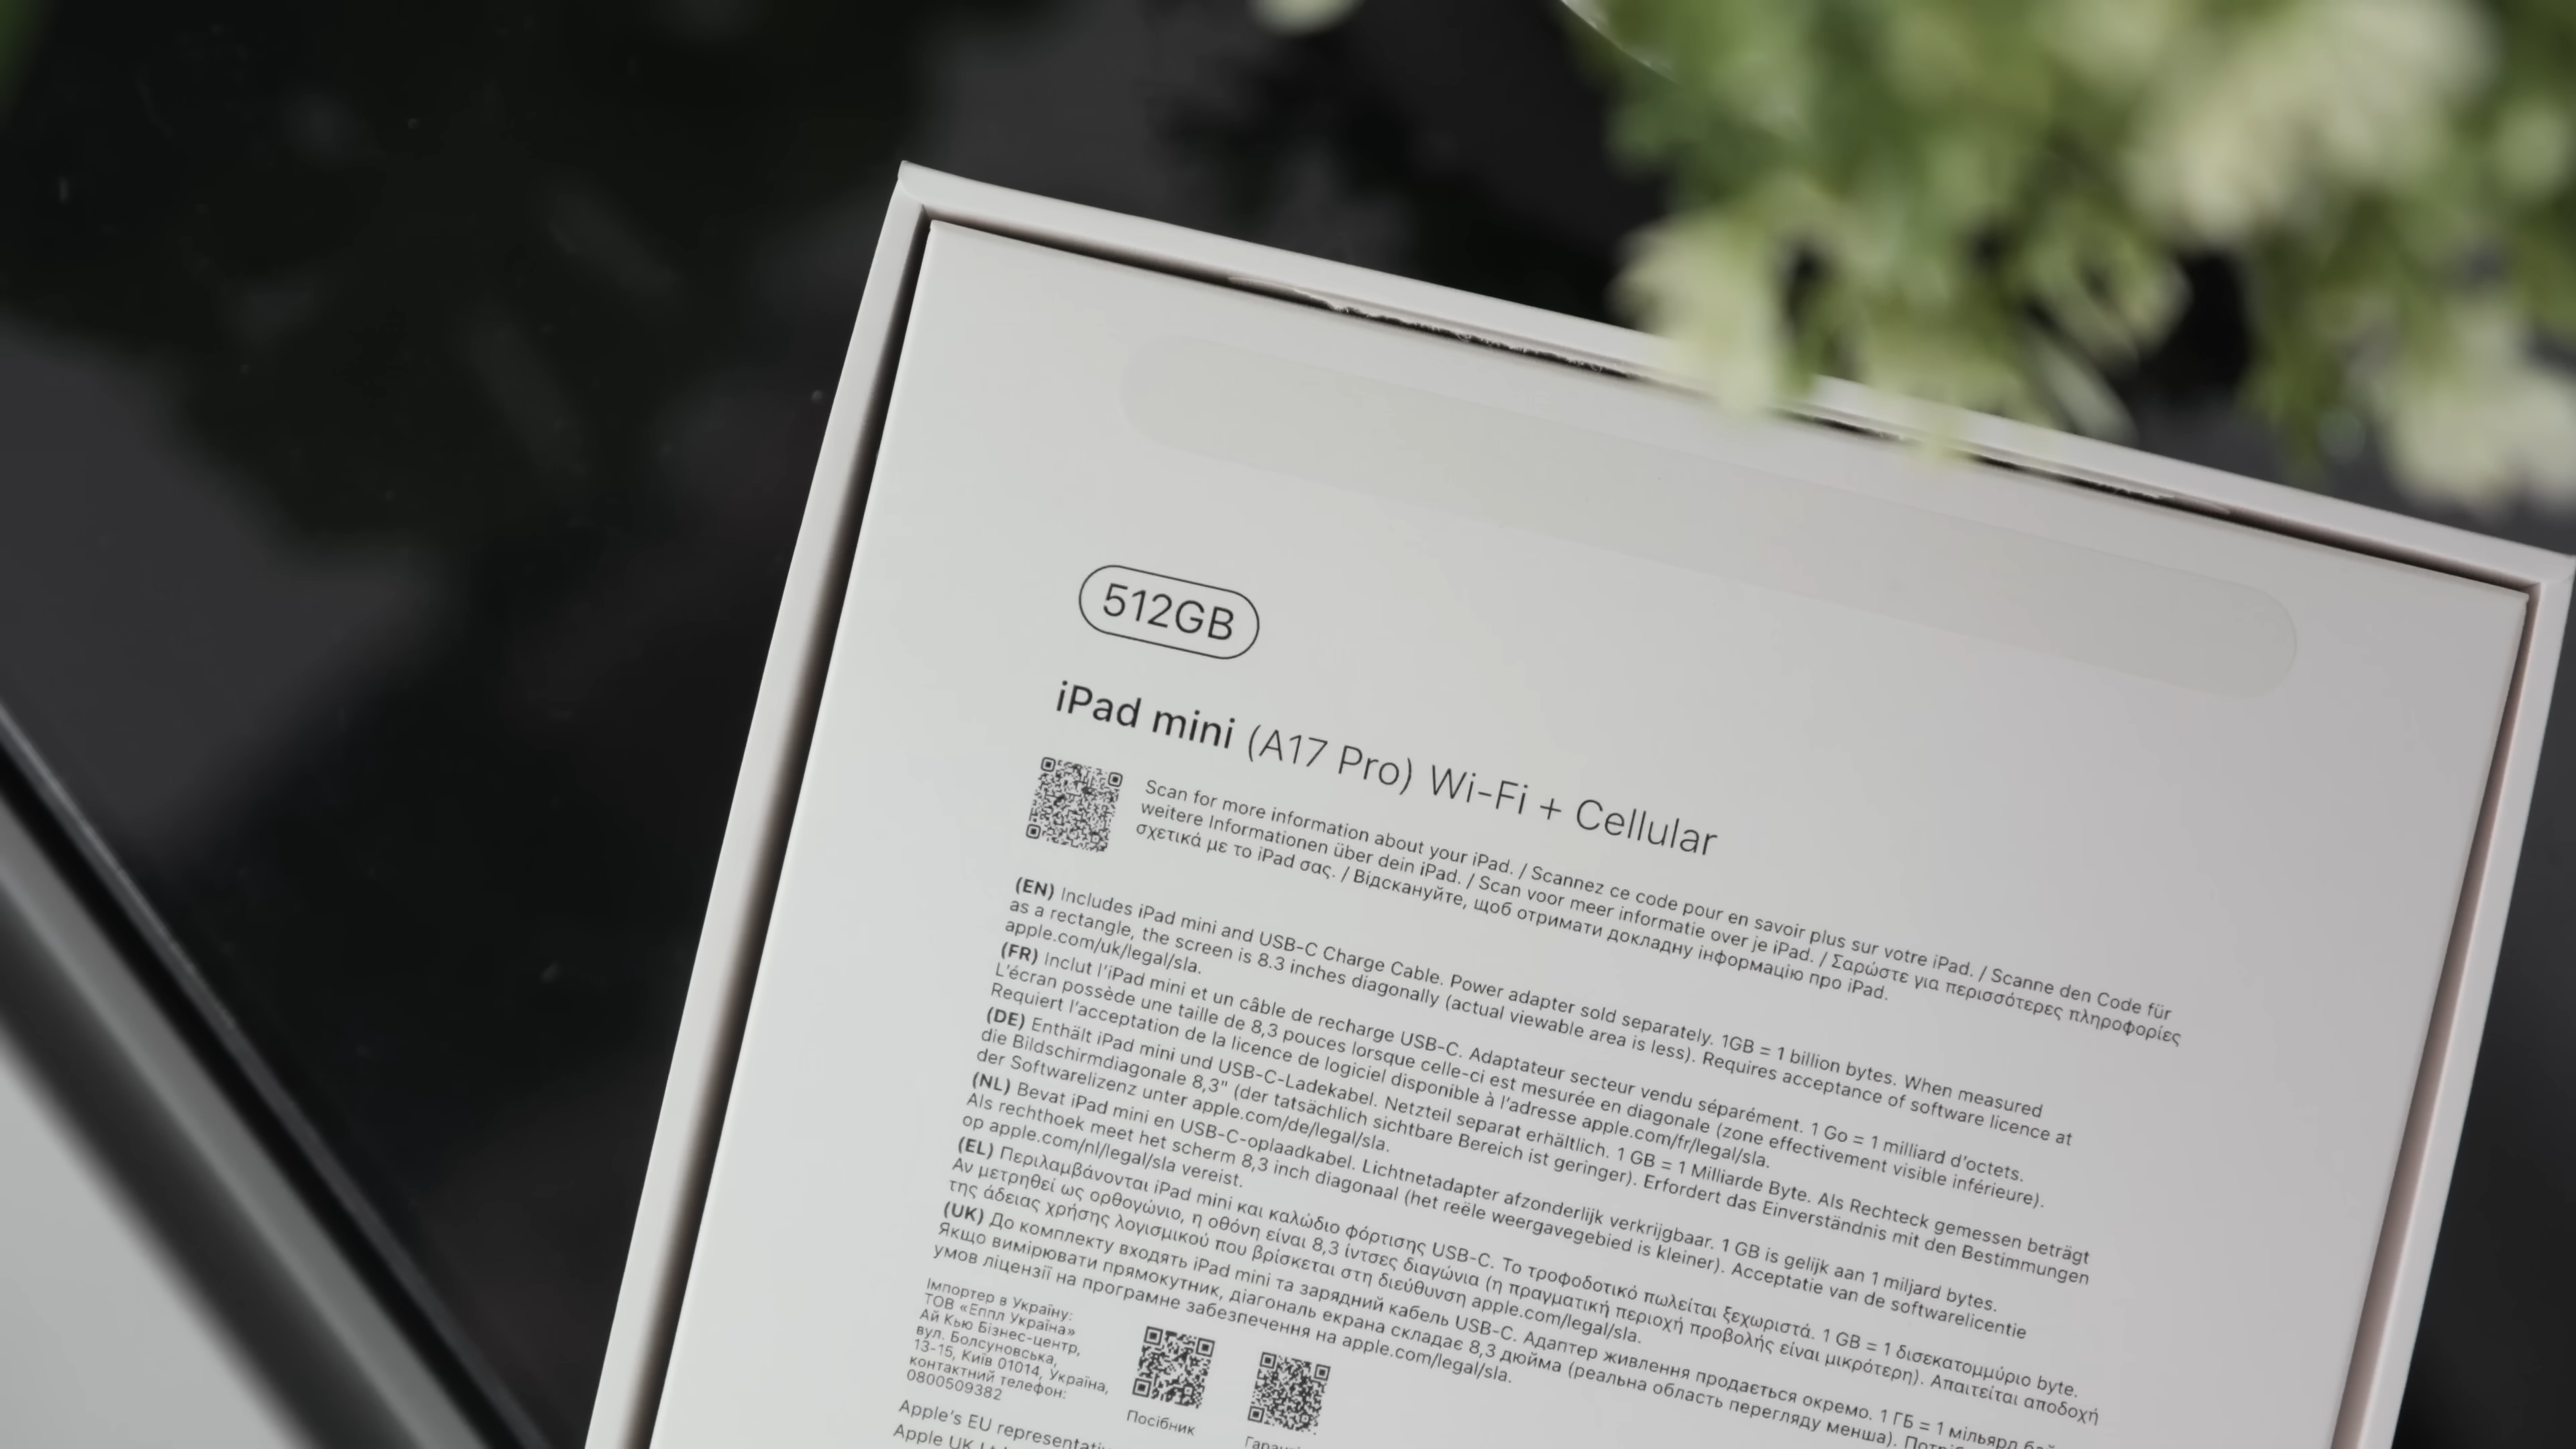 512GB
iPad mini (A17 Pro) Wi-Fi + Cellular
Scan for more information about your iPad. / Scannez ce code pour en savoir plus sur votre iPad. / Scanne den Code für
weitere Informationen über dein iPad. / Scan voor meer informatie over je iPad. / Σαρώστε για περισσότερες πληροφορίες
σχετικά με το iPad σας. / Відскануйте, щоб отримати докладну інформацію про iPad.
(EN) Includes iPad mini and USB-C Charge Cable. Power adapter sold separately. 1GB = 1 billion bytes. When measured
as a rectangle, the screen is 8.3 inches diagonally (actual viewable area is less). Requires acceptance of software licence at
apple.com/uk/legal/sla.
(FR) Inclut l'iPad mini et un câble de recharge USB-C. Adaptateur secteur vendu séparément. 1 Go = 1 milliard d'octets.
L'écran possède une taille de 8,3 pouces lorsque celle-ci est mesurée en diagonale (zone effectivement visible inférieure).
Requiert l'acceptation de la licence de logiciel disponible à l'adresse apple.com/fr/legal/sla.
(DE) Enthält iPad mini und USB-C-Ladekabel. Netzteil separat erhältlich. 1 GB = 1 Milliarde Byte. Als Rechteck gemessen beträgt
die Bildschirmdiagonale 8,3" (der tatsächlich sichtbare Bereich ist geringer). Erfordert das Einverständnis mit den Bestimmungen
der Softwarelizenz unter apple.com/de/legal/sla.
(NL) Bevat iPad mini en USB-C-oplaadkabel. Lichtnetadapter afzonderlijk verkrijgbaar. 1 GB is gelijk aan 1 miljard bytes.
Als rechthoek meet het scherm 8,3 inch diagonaal (het reële weergavegebied is kleiner). Acceptatie van de softwarelicentie
op apple.com/nl/legal/sla vereist.
(EL) Περιλαμβάνονται iPad mini και καλώδιο φόρτισης USB-C. Το τροφοδοτικό πωλείται ξεχωριστά. 1 GB = 1 δισεκατομμύριο byte.
Αν μετρηθεί ως ορθογώνιο, η οθόνη είναι 8,3 ίντσες διαγώνια (η πραγματική περιοχή προβολής είναι μικρότερη). Απαιτείται αποδοχή
της άδειας χρήσης λογισμικού που βρίσκεται στη διεύθυνση apple.com/legal/sla.
(UK) До комплекту входять iPad mini та зарядний кабель USB-C. Адаптер живлення продається окремо. 1 ГБ = 1 мільярд
Якщо вимірювати прямокутник, діагональ екрана складає 8,3 дюйма (реальна область перегляду менша).
умов ліцензії на програмне забезпечення на apple.com/legal/sla.
Імпортер в Україну:
ТОВ «Еппл Україна»
Ай Кью Бізнес-центр,
вул. Болсуновська,
13-15, Київ 01014, Україна,
контактний телефон:
0800509382
Посібник
Apple's EU
Apple UK